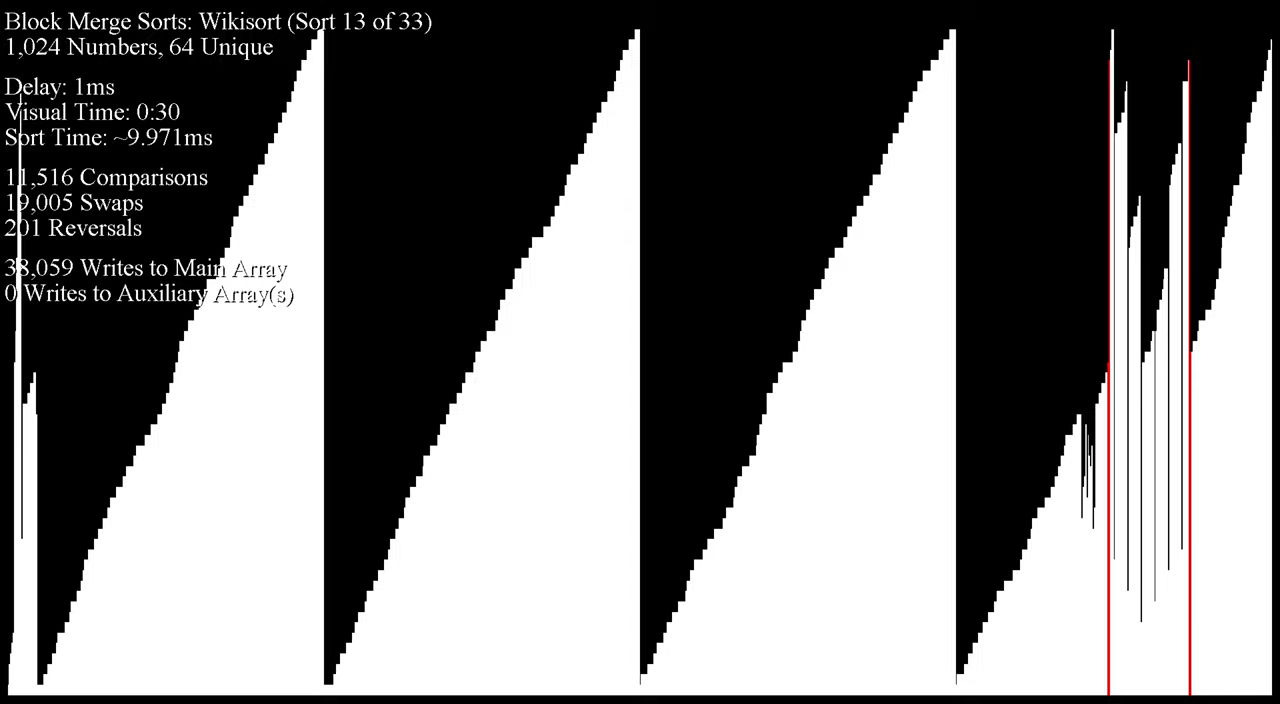 Block Merge Sorts: Wikisort (Sort 13 of 33)
1,024 Numbers, 64 Unique
Delay: 1ms
Visual Time: 0:30
Sort Time: ~9.971ms
11,516 Comparisons
19,005 Swaps
201 Reversals
38,059 Writes to Main Array
0 Writes to Auxiliary Array(s)